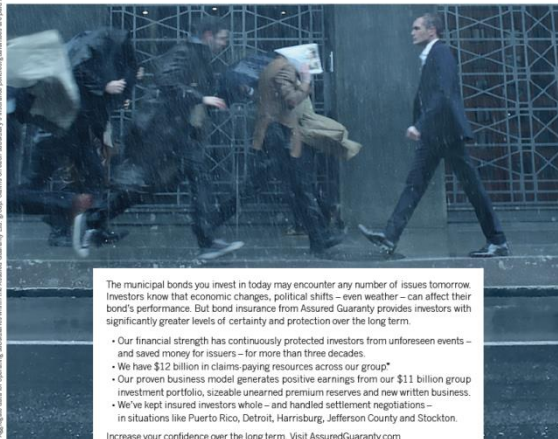 The municipal bonds you invest in today may encounter any number of issues tomorrow.
Investors know that economic changes, political shifts – even weather – can affect their
bond's performance. But bond insurance from Assured Guaranty provides investors with
significantly greater levels of certainty and protection over the long term.
• Our financial strength has continuously protected investors from unforeseen events –
and saved money for issuers – for more than three decades.
• We have $12 billion in claims-paying resources across our group.*
• Our proven business model generates positive earnings from our $11 billion group
investment portfolio, sizeable unearned premium reserves and new written business.
• We've kept insured investors whole – and handled settlement negotiations –
in situations like Puerto Rico, Detroit, Harrisburg, Jefferson County and Stockton.
Increase your confidence over the long term. Visit AssuredGuaranty.com